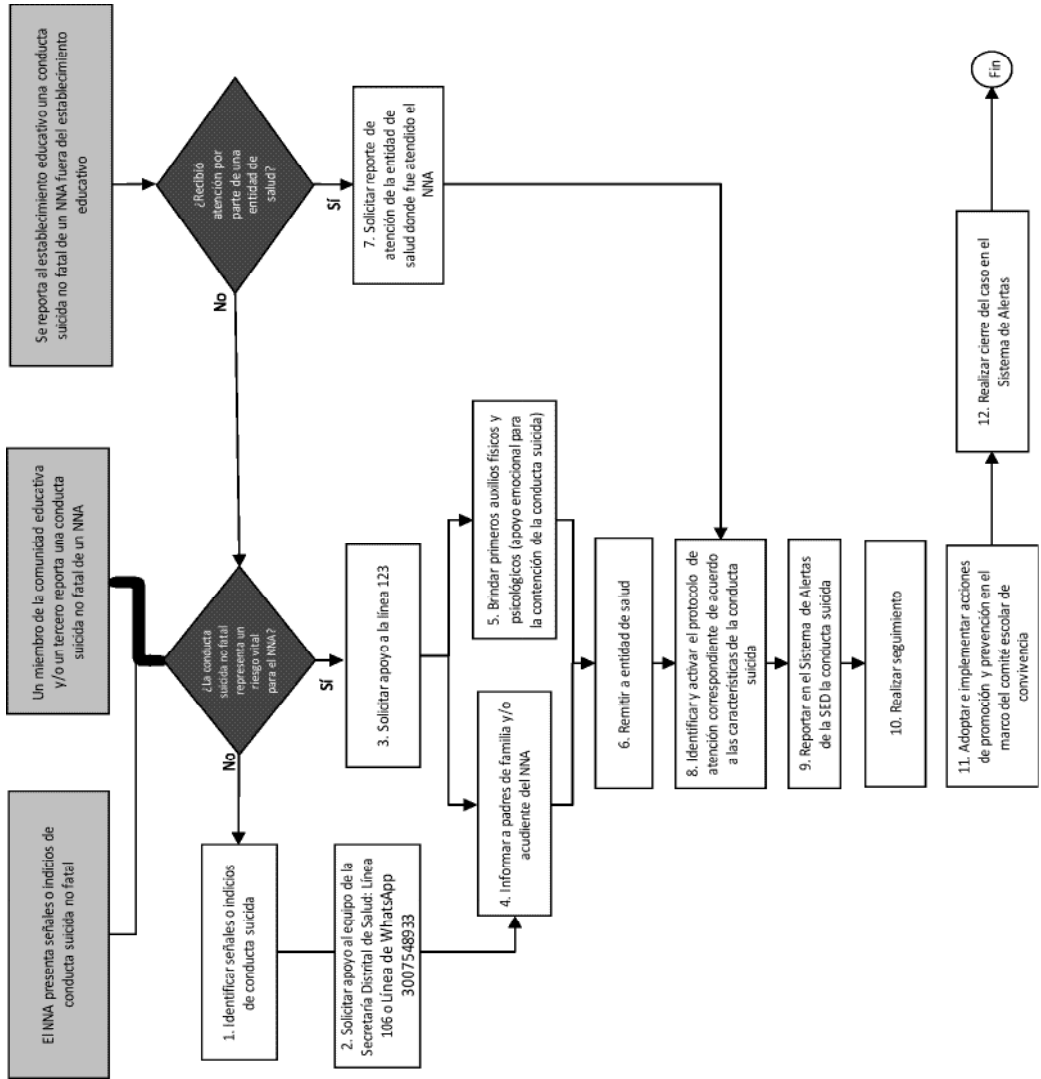 El NNA presenta señales o indicios de
conducta suicida no fatal
Un miembro de la comunidad educativa
y/o un tercero reporta una conducta
suicida no fatal de un NNA
Se reporta al establecimiento educativo una conducta
suicida no fatal de un NNA fuera del establecimiento
educativo
¿La conducta
suicida no fatal
representa un
riesgo vital
para el NNA?
No
Sí
¿Recibió
atención por
parte de una
entidad de
salud?
No
Sí
1. Identificar señales o indicios
de conducta suicida
2. Solicitar apoyo al equipo de la
Secretaría Distrital de Salud: Línea
106 o Línea de WhatsApp
3007548933
3. Solicitar apoyo a la línea 123
4. Informar a padres de familia y/o
acudiente del NNA
5. Brindar primeros auxilios físicos y
psicológicos (apoyo emocional para
la contención de la conducta suicida)
6. Remitir a entidad de salud
7. Solicitar reporte de
atención de la entidad de
salud donde fue atendido el
NNA
8. Identificar y activar el protocolo de
atención correspondiente de acuerdo
a las características de la conducta
suicida
9. Reportar en el Sistema de Alertas
de la SED la conducta suicida
10. Realizar seguimiento
11. Adoptar e implementar acciones
de promoción y prevención en el
marco del comité escolar de
convivencia
12. Realizar cierre del caso en el
Sistema de Alertas
Fin